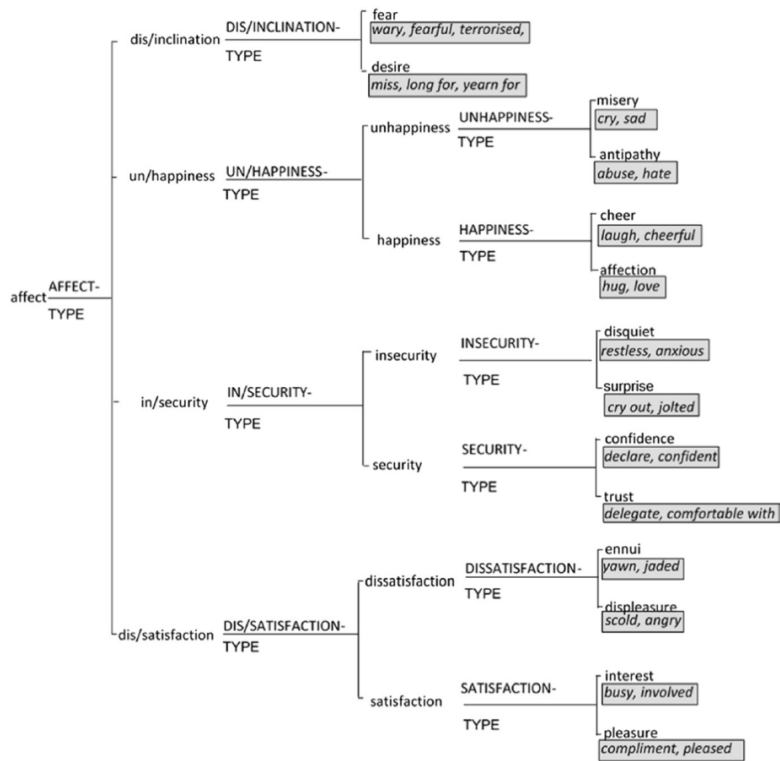 fear
dis/inclination DIS/INCLINATION-
wary, fearful, terrorised,
TYPE
desire
miss, long for, yearn for
misery
unhappiness UNHAPPINESS-
cry, sad
TYPE
antipathy
un/happiness UN/HAPPINESS-
abuse, hate
TYPE
cheer
happiness HAPPINESS-
laugh, cheerful
TYPE
affection
hug, love
affect AFFECT-
TYPE
disquiet
insecurity INSECURITY-
restless, anxious
TYPE
surprise
in/security IN/SECURITY-
cry out, jolted
TYPE
confidence
security SECURITY-
declare, confident
TYPE
trust
delegate, comfortable with
ennui
dissatisfaction DISSATISFACTION-
yawn, jaded
TYPE
displeasure
scold, angry
dis/satisfaction DIS/SATISFACTION-
TYPE
interest
satisfaction SATISFACTION-
busy, involved
TYPE
pleasure
compliment, pleased